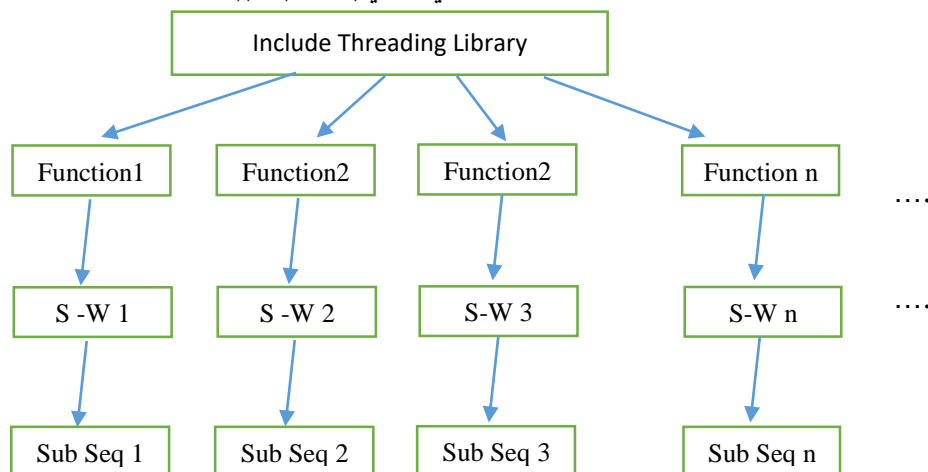 Include Threading Library
Function1 Function2 Function2 Function n ....
S -W 1 S -W 2 S-W 3 S-W n ....
Sub Seq 1 Sub Seq 2 Sub Seq 3 Sub Seq n